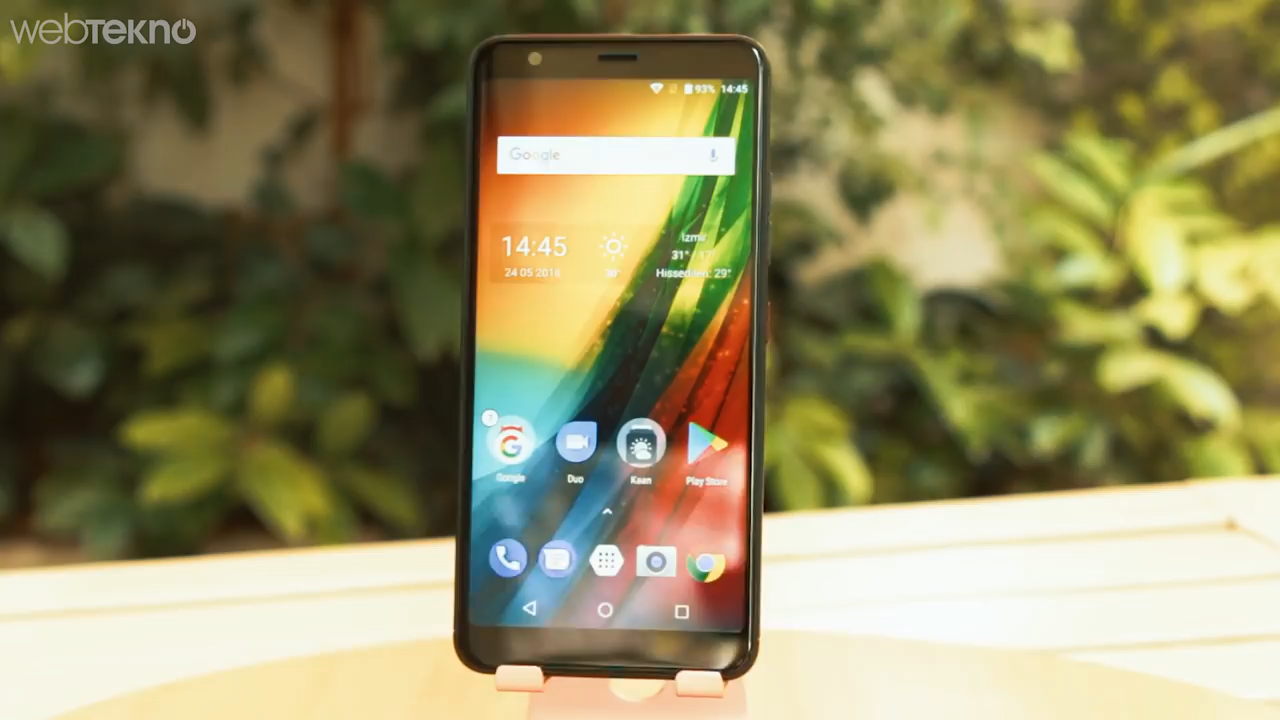 webTEKNO
93% 14:45
Google
14:45
24 05 2018
30°
İzmir
31°
Hissedilen: 29°
Google
Duo
Kaan
Play Store